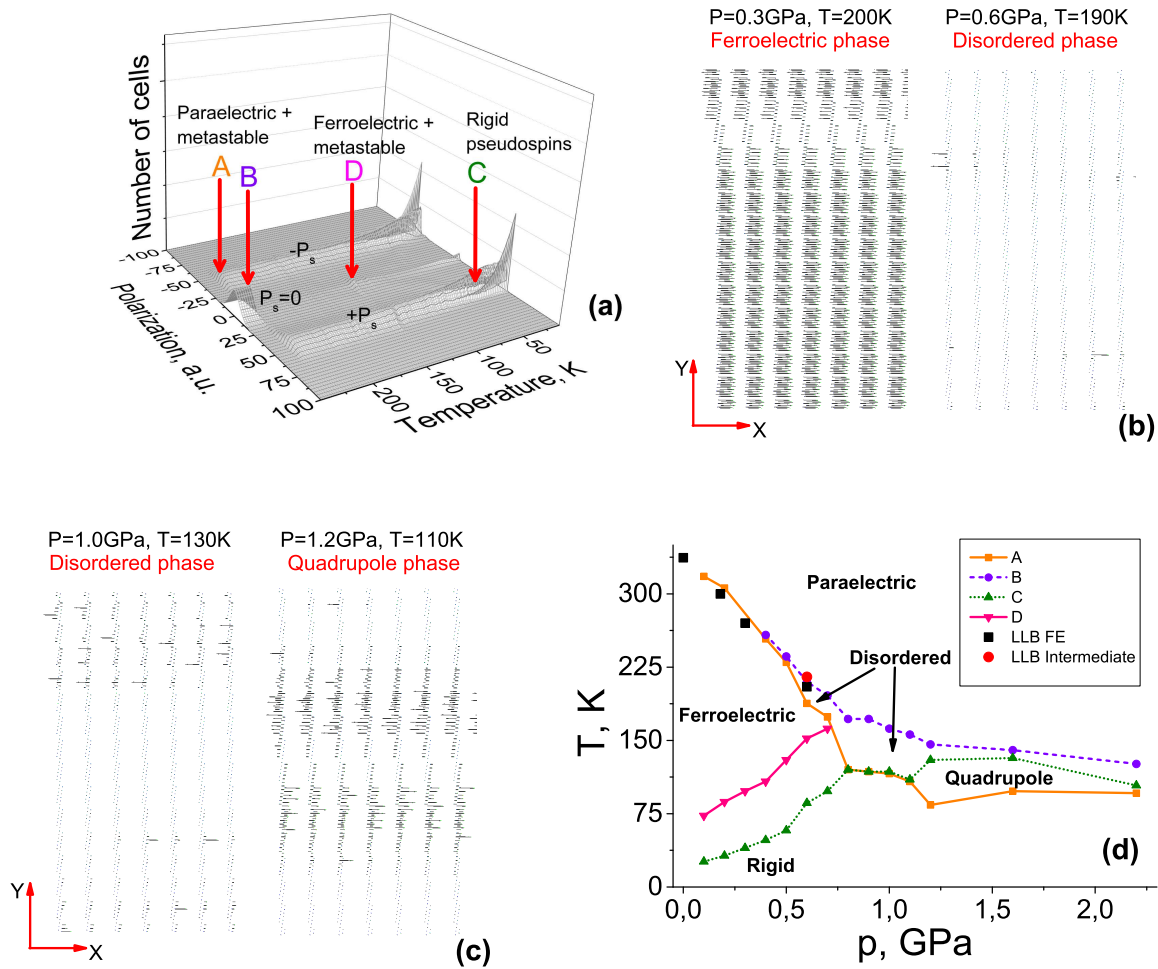 Number of cells
Paraelectric +
metastable
A
B
Ferroelectric +
metastable
D
Rigid
pseudospins
C
-Ps
Ps=0
+Ps
-100
-75
-50
-25
0
25
50
75
100
Polarization, a.u.
200
150
100
50
Temperature, K
(a)
P=0.3GPa, T=200K
Ferroelectric phase
P=0.6GPa, T=190K
Disordered phase
Y
X
(b)
P=1.0GPa, T=130K
Disordered phase
P=1.2GPa, T=110K
Quadrupole phase
Y
X
(c)
T, K
300
225
150
75
0
0,0
0,5
1,0
1,5
2,0
p, GPa
Paraelectric
Disordered
Ferroelectric
Quadrupole
Rigid
A
B
C
D
LLB FE
LLB Intermediate
(d)